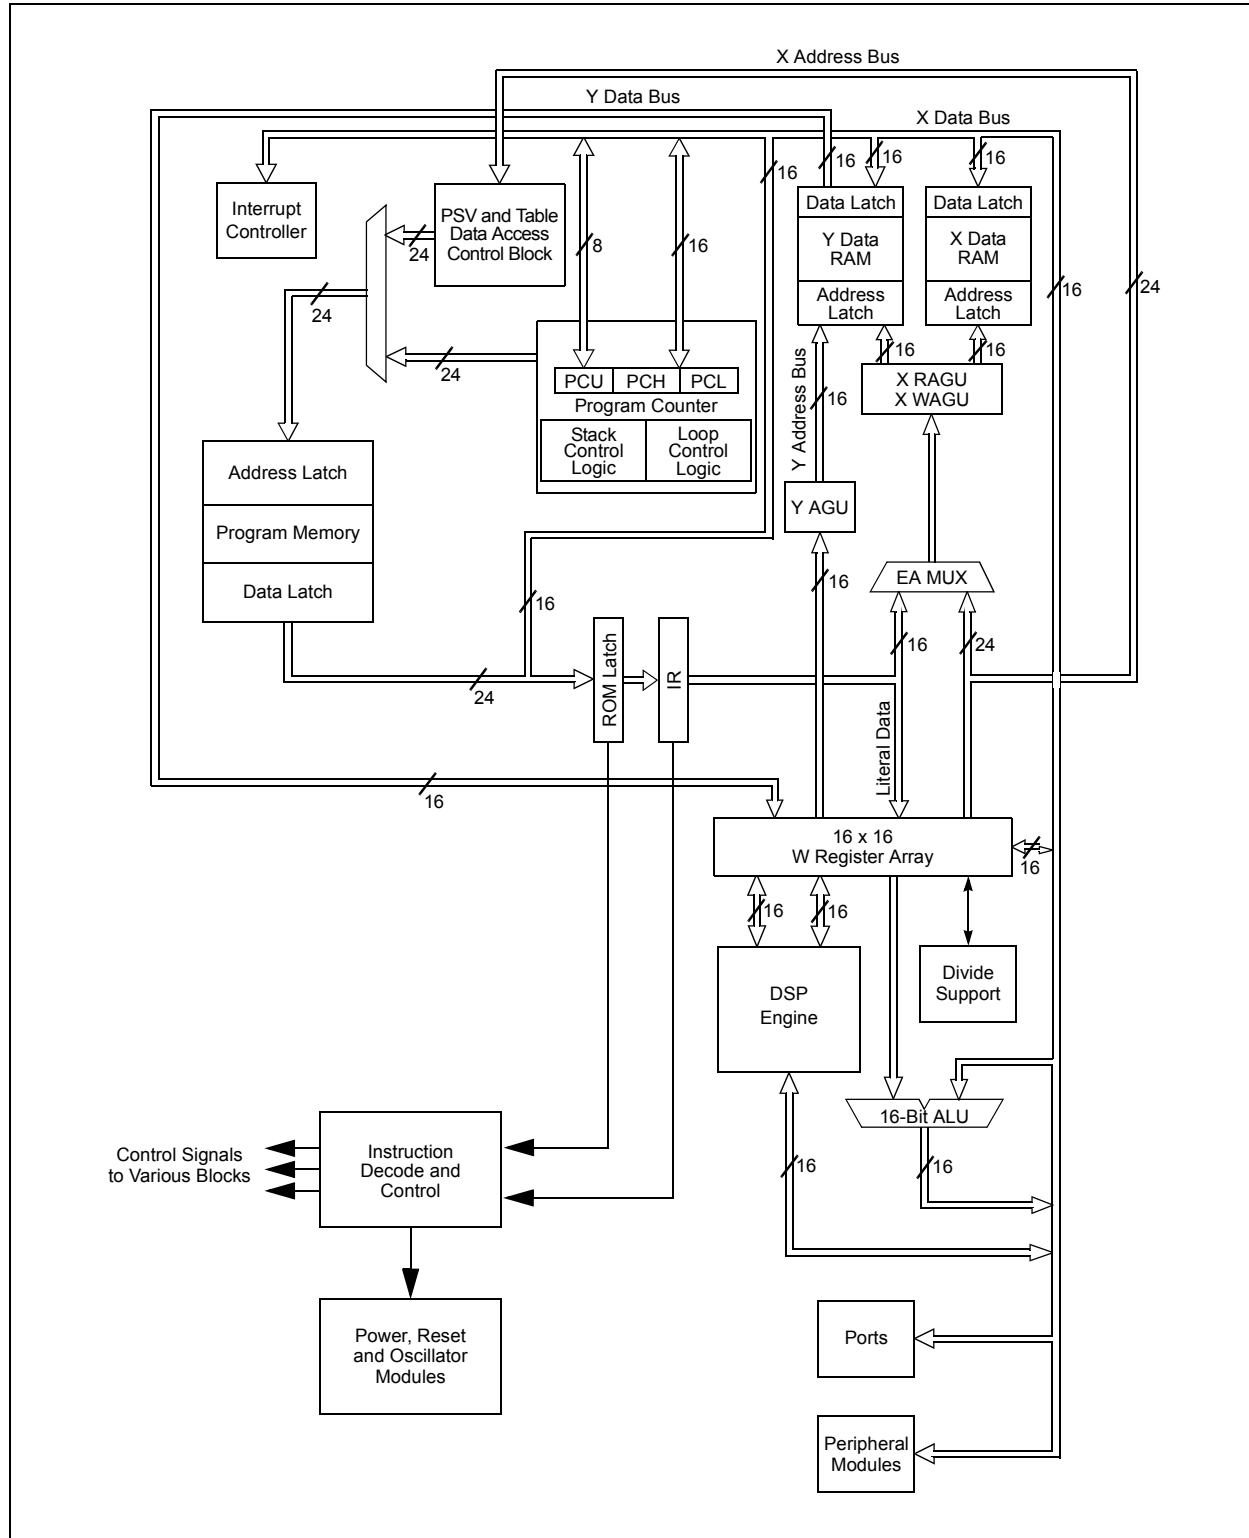 X Address Bus
Y Data Bus
X Data Bus
16
16
16
16
Interrupt
Controller
PSV and Table
Data Access
Control Block
24
8
16
Data Latch
Y Data
RAM
Address
Latch
Data Latch
X Data
RAM
Address
Latch
16
24
24
24
16
16
PCU
PCH
PCL
Program Counter
Stack
Control
Logic
Loop
Control
Logic
X RAGU
X WAGU
Y Address Bus
16
Address Latch
Program Memory
Data Latch
Y AGU
EA MUX
16
16
16
24
24
ROM Latch
IR
Literal Data
16
16 x 16
W Register Array
16
16
16
DSP
Engine
Divide
Support
16-Bit ALU
16
16
Control Signals
to Various Blocks
Instruction
Decode and
Control
Power, Reset
and Oscillator
Modules
Ports
Peripheral
Modules